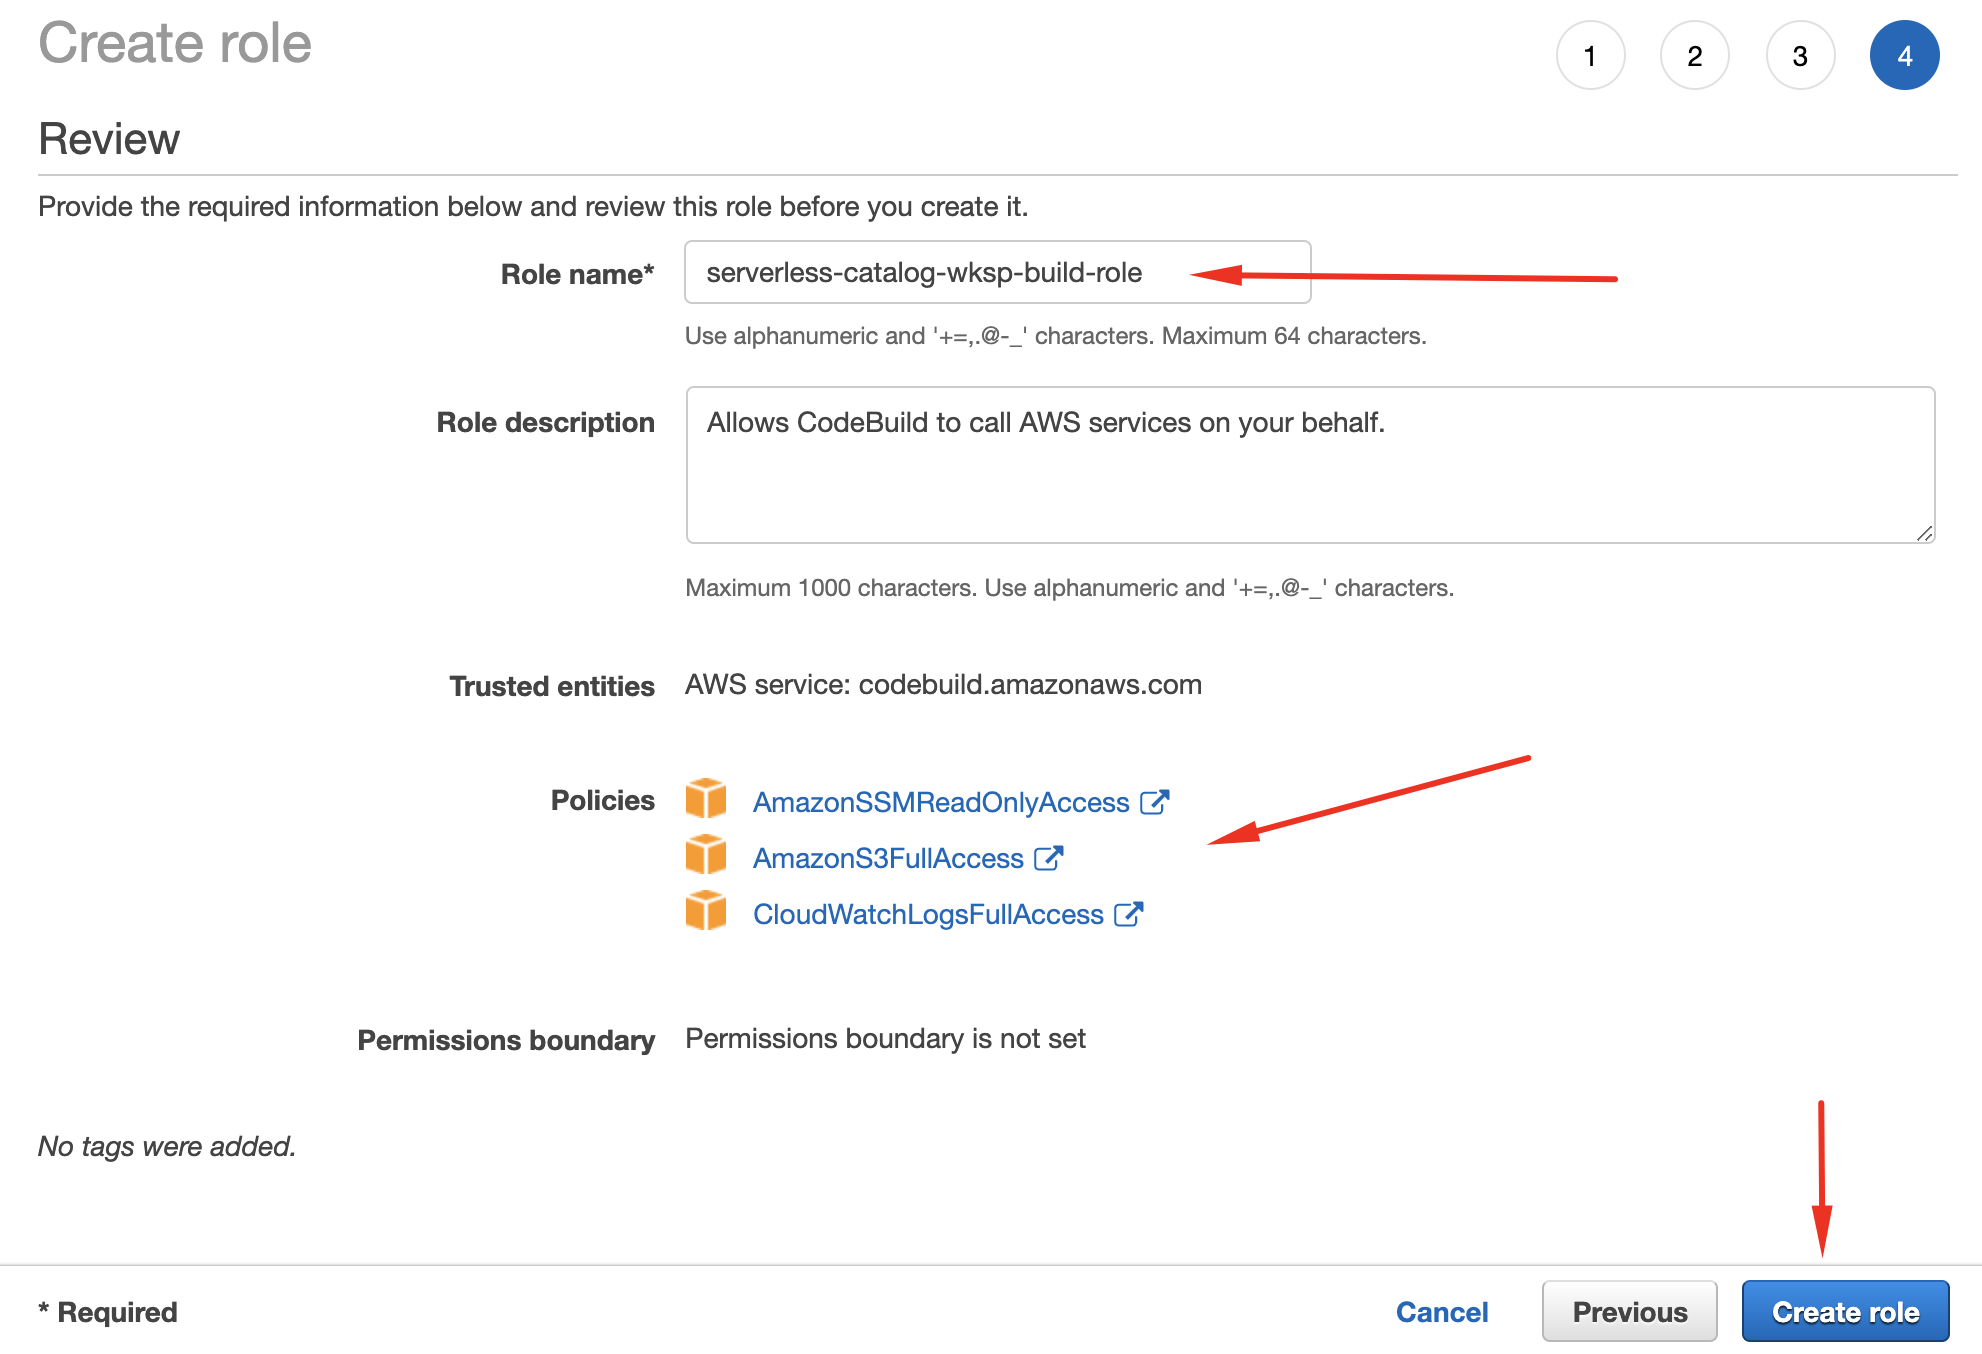 Create role
1 2 3 4
Review
Provide the required information below and review this role before you create it.
Role name* serverless-catalog-wksp-build-role
Use alphanumeric and '+=,.@-_' characters. Maximum 64 characters.
Role description Allows CodeBuild to call AWS services on your behalf.
Maximum 1000 characters. Use alphanumeric and '+=,.@-_' characters.
Trusted entities AWS service: codebuild.amazonaws.com
Policies AmazonSSMReadOnlyAccess
AmazonS3FullAccess
CloudWatchLogsFullAccess
Permissions boundary Permissions boundary is not set
No tags were added.
* Required Cancel Previous Create role